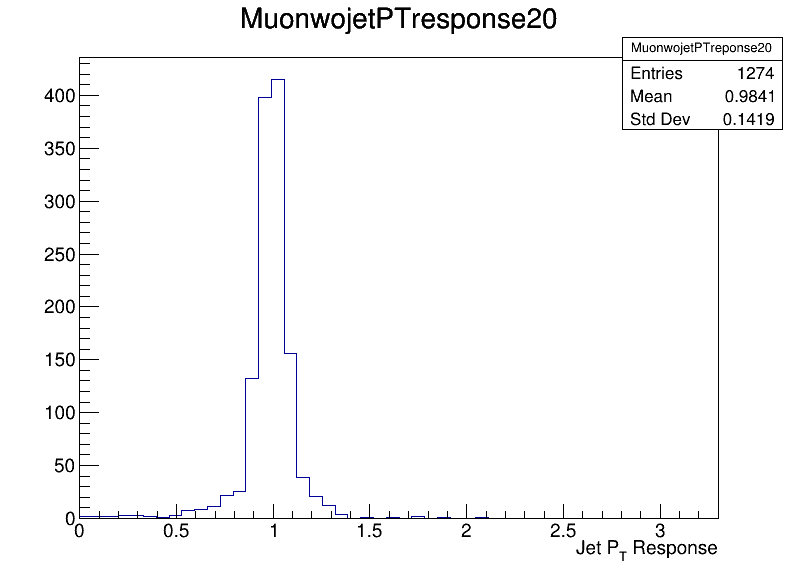 MuonwojetPTresponse20
MuonwojetPTreponse20
Entries 1274
Mean 0.9841
Std Dev 0.1419
400
350
300
250
200
150
100
50
0
0 0.5 1 1.5 2 2.5 3
Jet PT Response